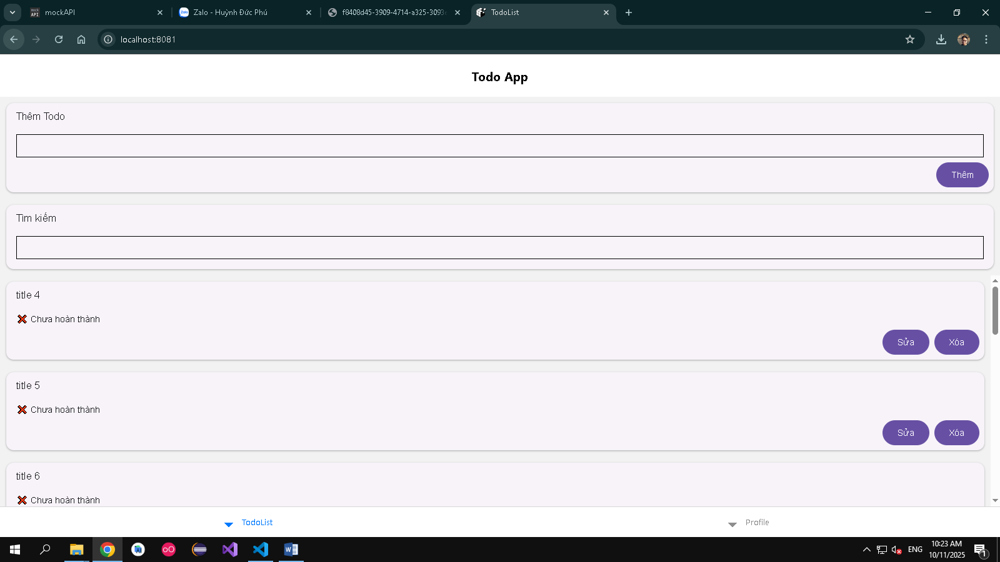 mockAPI
Zalo - Huỳnh Đức Phú
f8408d45-3909-4714-a325-3093
TodoList
localhost:8081
Todo App
Thêm Todo
Thêm
Tìm kiếm
title 4
Chưa hoàn thành
Sửa
Xóa
title 5
Chưa hoàn thành
Sửa
Xóa
title 6
Chưa hoàn thành
TodoList
Profile
ENG
10:23 AM
10/11/2025
1